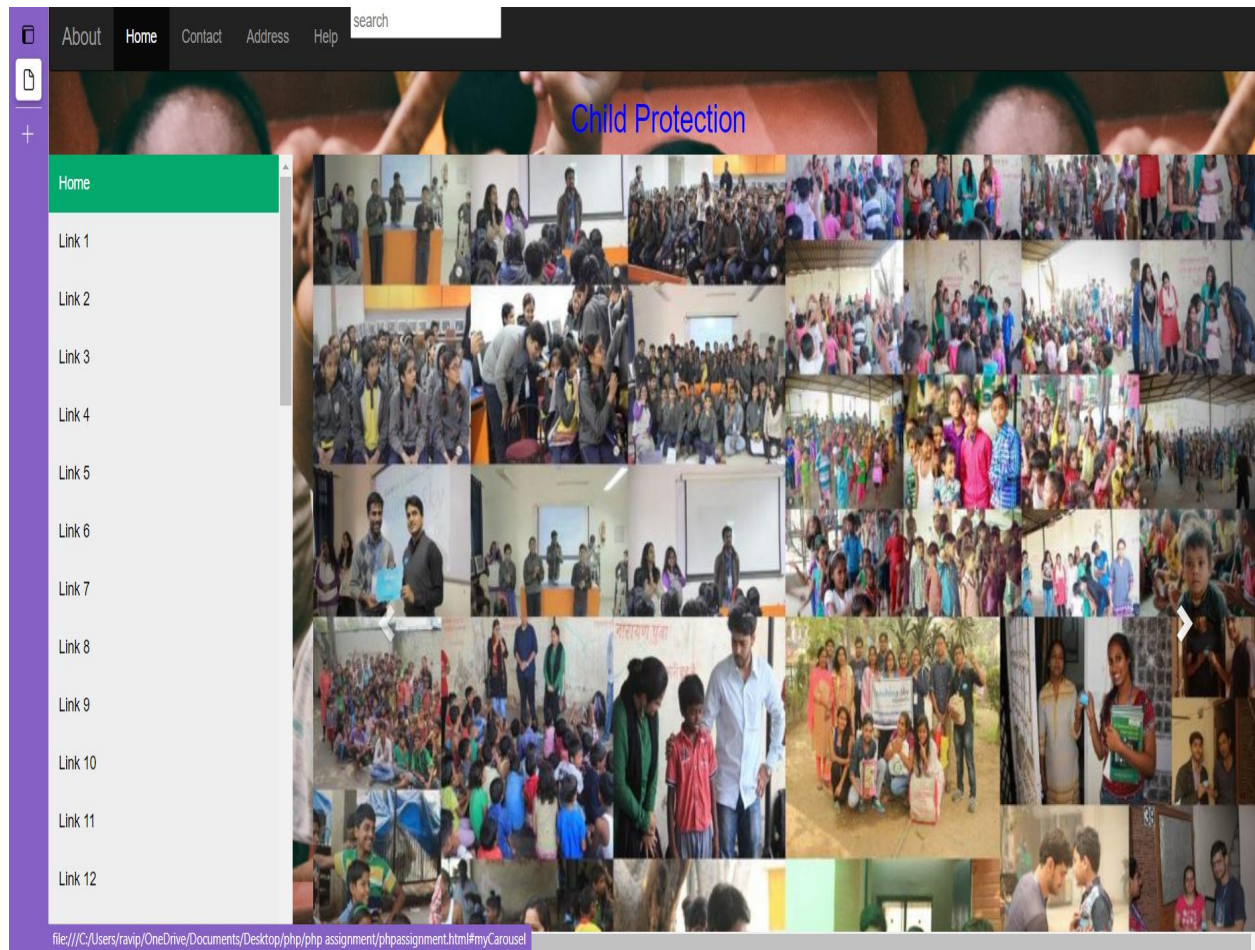 About Home Contact Address Help search
Child Protection
Home
Link 1
Link 2
Link 3
Link 4
Link 5
Link 6
Link 7
Link 8
Link 9
Link 10
Link 11
Link 12
नारायण पूजा
file:///C:/Users/ravip/OneDrive/Documents/Desktop/php/php assignment/phpassignment.html#myCarousel